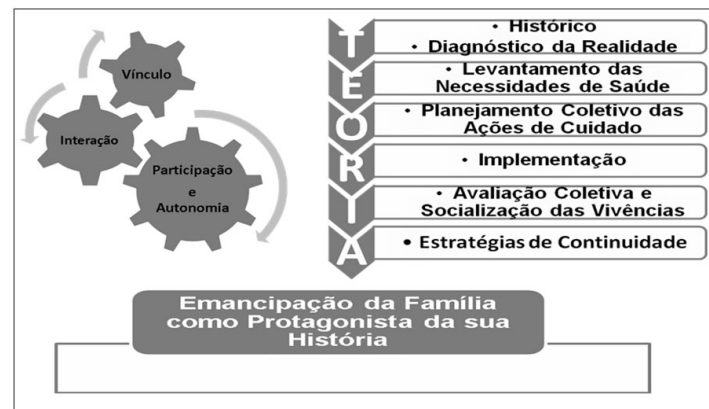 Vínculo
Interação
Participação
e
Autonomia
T
• Histórico
• Diagnóstico da Realidade
E
• Levantamento das
Necessidades de Saúde
O
• Planejamento Coletivo das
Ações de Cuidado
R
• Implementação
I
• Avaliação Coletiva e
Socialização das Vivências
A
• Estratégias de Continuidade
Emancipação da Família
como Protagonista da sua
História